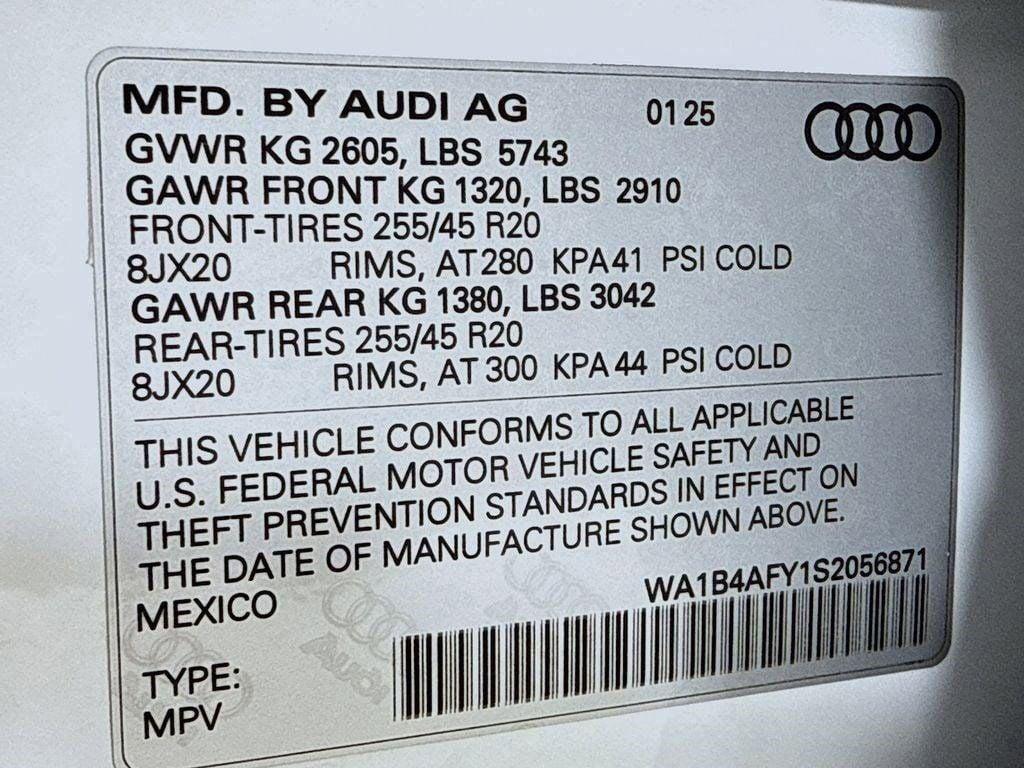 MFD. BY AUDI AG 01 25
GVWR KG 2605, LBS 5743
GAWR FRONT KG 1320, LBS 2910
FRONT-TIRES 255/45 R20
8JX20 RIMS, AT 280 KPA 41 PSI COLD
GAWR REAR KG 1380, LBS 3042
REAR-TIRES 255/45 R20
8JX20 RIMS, AT 300 KPA 44 PSI COLD
THIS VEHICLE CONFORMS TO ALL APPLICABLE
U.S. FEDERAL MOTOR VEHICLE SAFETY AND
THEFT PREVENTION STANDARDS IN EFFECT ON
THE DATE OF MANUFACTURE SHOWN ABOVE.
MEXICO
WA1B4AFY1S2056871
Audi
TYPE:
MPV